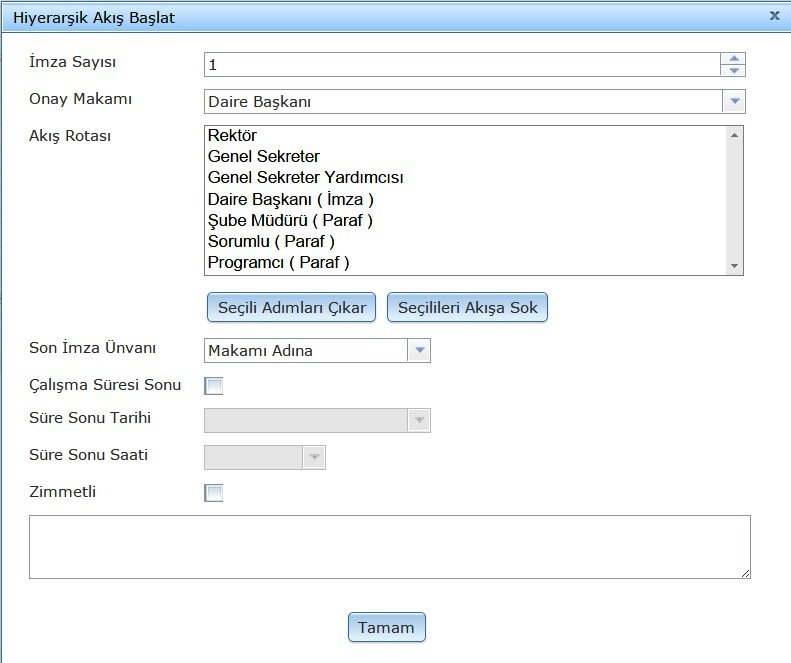 Hiyerarşik Akış Başlat
x
İmza Sayısı
1
Onay Makamı
Daire Başkanı
Akış Rotası
Rektör
Genel Sekreter
Genel Sekreter Yardımcısı
Daire Başkanı ( İmza )
Şube Müdürü ( Paraf )
Sorumlu ( Paraf )
Programcı ( Paraf )
Seçili Adımları Çıkar
Seçilileri Akışa Sok
Son İmza Ünvanı
Makamı Adına
Çalışma Süresi Sonu
Süre Sonu Tarihi
Süre Sonu Saati
Zimmetli
Tamam